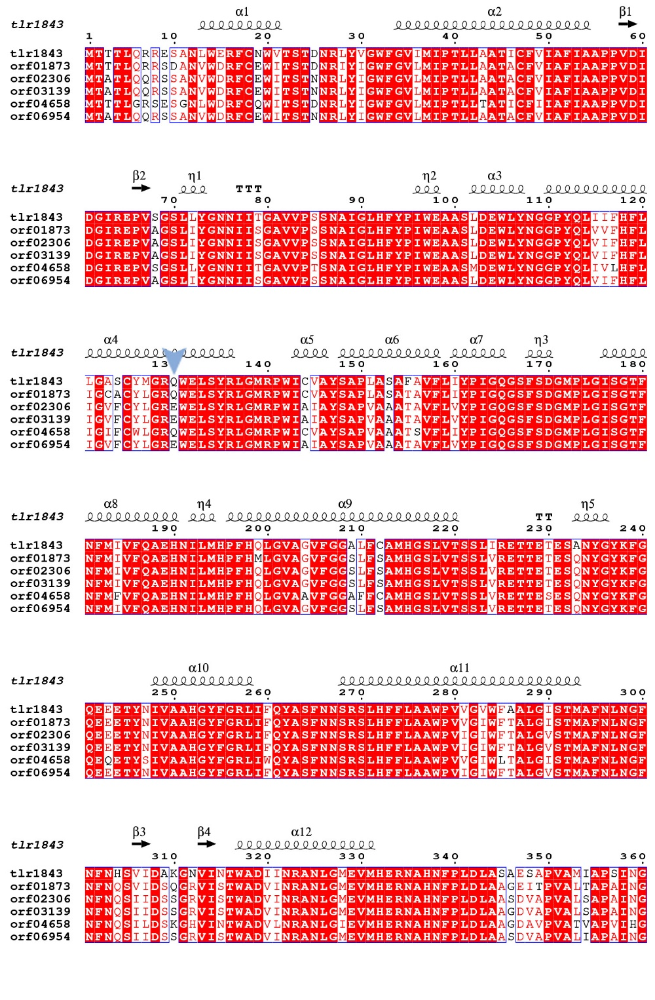 α1 α2 β1
tlr1843
1 10 20 30 40 50 60
tlr1843 MTTTLQRRESANLWERFCNWVTSTDNRLYVGWFGVIMIPTLLAATICFVIAFIAAPPVDI
orf01873 MTTTLQRRSDANVWDRFCEWITSTDNRIYIGWFGVLMIPTLLAATACFVIAFIAAPPVDI
orf02306 MTATLQQRSSANVWDRFCEWITSTNNRLYIGWFGVLMIPTLLAATACFVIAFIAAPPVDI
orf03139 MTATLQQRSSANVWDRFCEWITSTNNRLYIGWFGVLMIPTLLAATACFVIAFIAAPPVDI
orf04658 MTTTLGRSESGNLWDRFCQWITSTDNRLYIGWFGVLMIPTLLTATICFIIAFIAAPPVDI
orf06954 MTATLQQRSSANVWDRFCEWITSTNNRLYIGWFGVLMIPTLLAATACFVIAFIAAPPVDI
β2 η1 η2 α3
tlr1843 TTT
70 80 90 100 110 120
tlr1843 DGIREPVSGSLLYGNNIITGAVVPSSNAIGLHFYPIWEAASLDEWLYNGGPYQLIIFHFL
orf01873 DGIREPVAGSLIYGNNIISGAVVPSSNAIGLHFYPIWEAASLDEWLYNGGPYQLVVFHFL
orf02306 DGIREPVAGSLIYGNNIISGAVVPSSNAIGLHFYPIWEAASLDEWLYNGGPYQLVIFHFL
orf03139 DGIREPVAGSLIYGNNIISGAVVPSSNAIGLHFYPIWEAASLDEWLYNGGPYQLVIFHFL
orf04658 DGIREPVSGSLLYGNNIITGAVVPTSNAIGLHFYPIWEAASMDEWLYNGGPYQLIVLHFL
orf06954 DGIREPVAGSLIYGNNIISGAVVPSSNAIGLHFYPIWEAASLDEWLYNGGPYQLVIFHFL
α4 α5 α6 α7 η3
tlr1843
13 140 150 160 170 180
tlr1843 LGASCYMGRQWELSYRLGMRPWICVAYSAPLASAFAVFLIYPIGQGSFSDGMPLGISGTF
orf01873 IGCACYLGRQWELSYRLGMRPWICVAYSAPLASATAVFLIYPIGQGSFSDGMPLGISGTF
orf02306 IGVFCYLGREWELSYRLGMRPWIAIAYSAPVAAATAVFLVYPIGQGSFSDGMPLGISGTF
orf03139 IGVFCYLGREWELSYRLGMRPWIAIAYSAPVAAATAVFLVYPIGQGSFSDGMPLGISGTF
orf04658 IGIFCWLGRQWELSYRLGMRPWICVAYSAPVAAATSVFLIYPIGQGSFSDGMPLGISGTF
orf06954 IGVFCYLGREWELSYRLGMRPWIAIAYSAPVAAATAVFLVYPIGQGSFSDGMPLGISGTF
α8 η4 α9 η5
tlr1843 TT
190 200 210 220 230 240
tlr1843 NFMIVFQAEHNILMHPFHQLGVAGVFGGALFCAMHGSLVTSSLIRETTETESANYGYKFG
orf01873 NFMIVFQAEHNILMHPFHMLGVAGVFGGSLFSAMHGSLVTSSLVRETTETESQNYGYKFG
orf02306 NFMIVFQAEHNILMHPFHQLGVAGVFGGSLFSAMHGSLVTSSLVRETTETESQNYGYKFG
orf03139 NFMIVFQAEHNILMHPFHQLGVAGVFGGSLFSAMHGSLVTSSLVRETTETESQNYGYKFG
orf04658 NFMFVFQAEHNILMHPFHQLGVAAVFGGAFFCAMHGSLVTSSLVRETTESESQNYGYKFG
orf06954 NFMIVFQAEHNILMHPFHQLGVAGVFGGSLFSAMHGSLVTSSLVRETTETESQNYGYKFG
α10 α11
tlr1843
250 260 270 280 290 300
tlr1843 QEEETYNIVAAHGYFGRLIFQYASFNNSRSLHFFLAAWPVVGVWFAALGISTMAFNLNGF
orf01873 QEEETYNIVAAHGYFGRLIFQYASFNNSRSLHFFLAAWPVVGIWFTALGISTMAFNLNGF
orf02306 QEEETYNIVAAHGYFGRLIFQYASFNNSRSLHFFLAAWPVIGIWFTALGVSTMAFNLNGF
orf03139 QEEETYNIVAAHGYFGRLIFQYASFNNSRSLHFFLAAWPVIGIWFTALGVSTMAFNLNGF
orf04658 QEQETYSIVAAHGYFGRLIWQYASFNNSRSLHFFLAAWPVVGIWLTALGISTMAFNLNGF
orf06954 QEEETYNIVAAHGYFGRLIFQYASFNNSRSLHFFLAAWPVIGIWFTALGVSTMAFNLNGF
β3 β4 α12
tlr1843
310 320 330 340 350 360
tlr1843 NFNHSVIDAKGNVINTWADIINRANLGMEVMHERNAHNFPLDLASAESAPVAMIAPSING
orf01873 NFNQSVIDSQGRVISTWADVINRANLGMEVMHERNAHNFPLDLAAGEITPVALTAPAING
orf02306 NFNQSIIDSSGRVISTWADVINRANLGMEVMHERNAHNFPLDLAASDVAPVALSAPAING
orf03139 NFNQSIIDSSGRVISTWADVINRANLGMEVMHERNAHNFPLDLAASDVAPVALSAPAING
orf04658 NFNQSILDSKGHVINTWADVLNRANLGIEVMHERNAHNFPLDLAAGDAVPVATVAPVIHG
orf06954 NFNQSIIDSSGRVISTWADVINRANLGMEVMHERNAHNFPLDLAASDVAPVALIAPAING